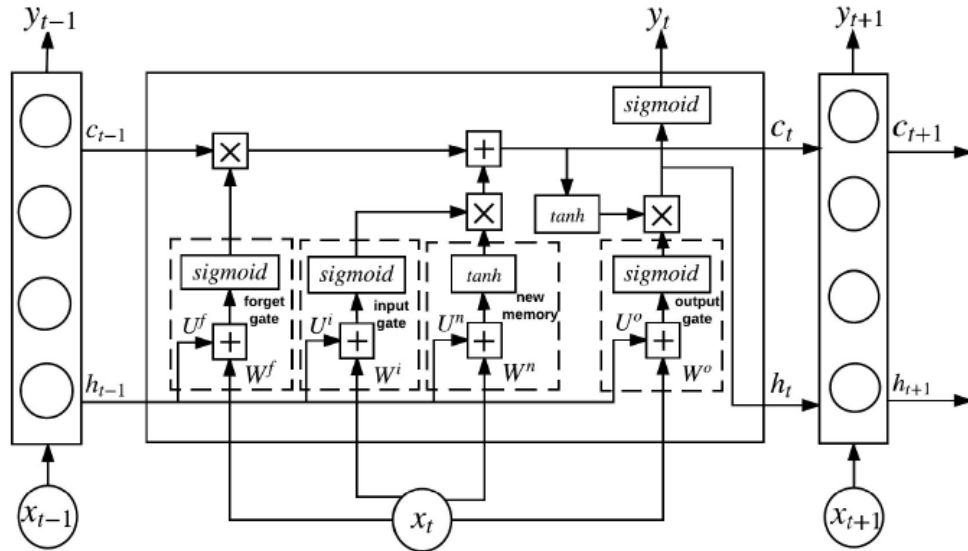 y_{t−1} y_t y_{t+1}
sigmoid
c_{t−1} × + c_t c_{t+1}
× tanh ×
sigmoid sigmoid tanh sigmoid
forget gate input gate new memory output gate
U^f + U^i + U^n + U^o +
W^f W^i W^n W^o
h_{t−1} h_t h_{t+1}
x_{t−1} x_t x_{t+1}